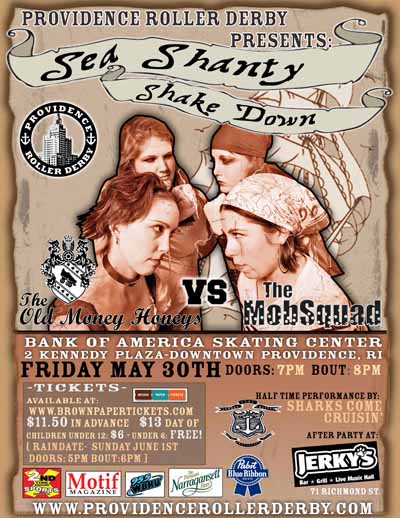 PROVIDENCE ROLLER DERBY
PRESENTS:
Sea Shanty
Shake Down
PROVIDENCE
ROLLER DERBY
The
Old Money Honeys
VS
The
MobSquad
BANK OF AMERICA SKATING CENTER
2 KENNEDY PLAZA-DOWNTOWN PROVIDENCE, RI
FRIDAY MAY 30TH DOORS: 7PM BOUT: 8PM
-TICKETS-
AVAILABLE AT:
WWW.BROWNPAPERTICKETS.COM
$11.50 IN ADVANCE $13 DAY OF
CHILDREN UNDER 12: $6 - UNDER 6: FREE!
[ RAINDATE- SUNDAY JUNE 1ST
DOORS: 5PM BOUT: 6PM ]
HALF TIME PERFORMANCE BY:
SHARKS COME
CRUISIN'
AFTER PARTY AT:
JERKY'S
Bar • Grill • Live Music Hall
71 RICHMOND ST.
2ND TIME
SPORTS
Motif
MAGAZINE
WBRU
Narragansett
Pabst
Blue Ribbon
WWW.PROVIDENCEROLLERDERBY.COM